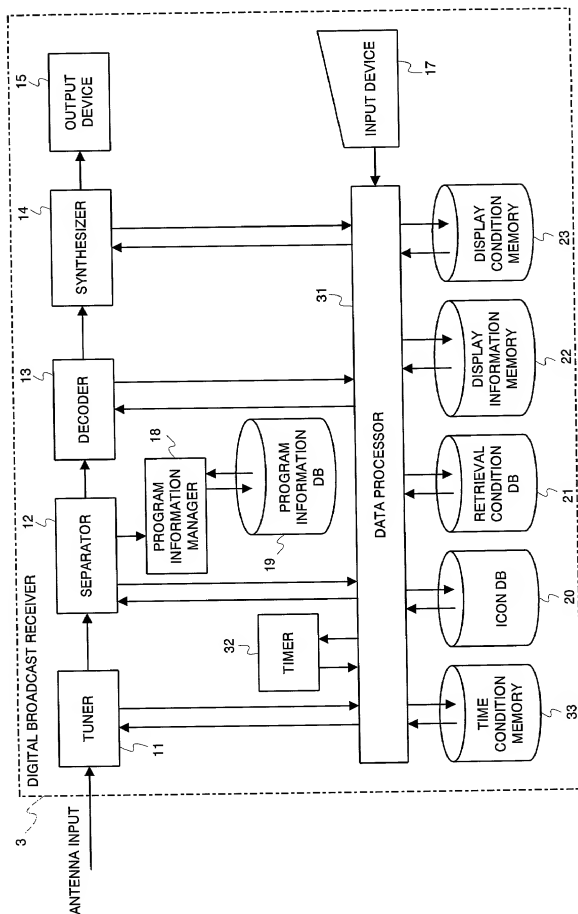 DIGITAL BROADCAST RECEIVER
3
ANTENNA INPUT
TUNER
11
SEPARATOR
12
DECODER
13
SYNTHESIZER
14
OUTPUT
DEVICE
15
PROGRAM
INFORMATION
MANAGER
18
PROGRAM
INFORMATION
DB
19
TIMER
32
DATA PROCESSOR
31
INPUT DEVICE
17
TIME
CONDITION
MEMORY
33
ICON DB
20
RETRIEVAL
CONDITION
DB
21
DISPLAY
INFORMATION
MEMORY
22
DISPLAY
CONDITION
MEMORY
23